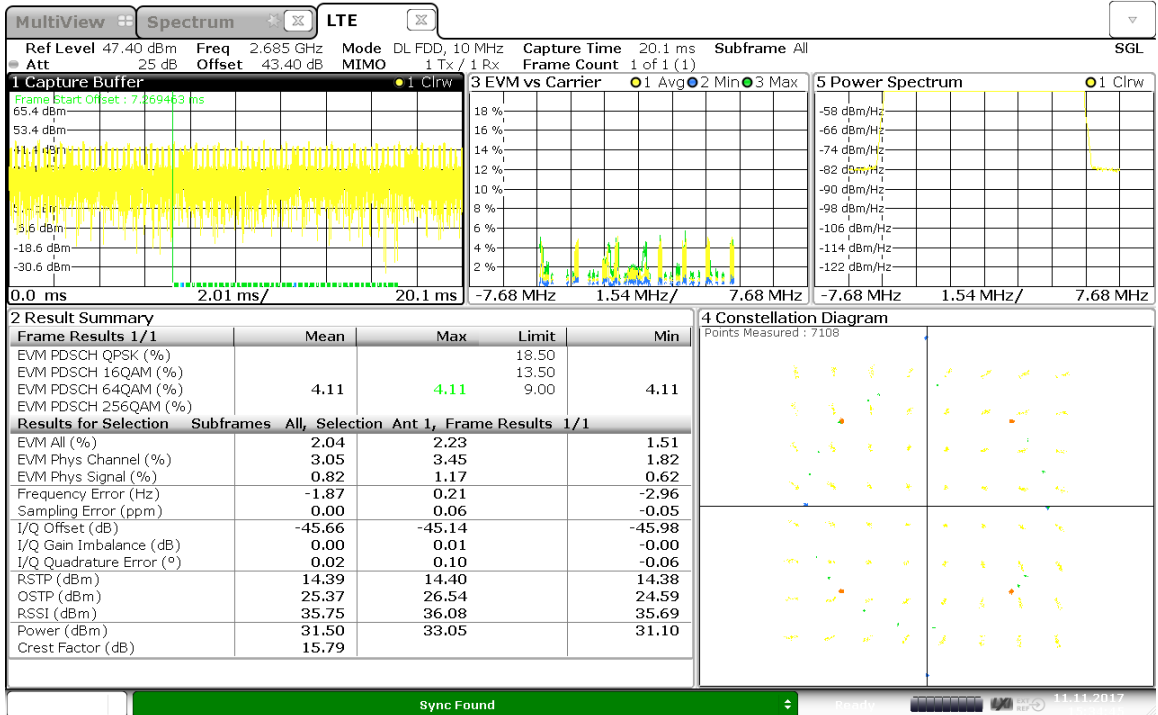 MultiView Spectrum LTE
Ref Level 47.40 dBm Freq 2.685 GHz Mode DL FDD, 10 MHz Capture Time 20.1 ms Subframe All SGL
Att 25 dB Offset 43.40 dB MIMO 1 Tx / 1 Rx Frame Count 1 of 1 (1)
1 Capture Buffer 1 Clrw
Frame Start Offset : 7.269463 ms
65.4 dBm
53.4 dBm
41.4 dBm
-5.6 dBm
-18.6 dBm
-30.6 dBm
0.0 ms 2.01 ms/ 20.1 ms
3 EVM vs Carrier 1 Avg 2 Min 3 Max
18 %
16 %
14 %
12 %
10 %
8 %
6 %
4 %
2 %
-7.68 MHz 1.54 MHz/ 7.68 MHz
5 Power Spectrum 1 Clrw
-58 dBm/Hz
-66 dBm/Hz
-74 dBm/Hz
-82 dBm/Hz
-90 dBm/Hz
-98 dBm/Hz
-106 dBm/Hz
-114 dBm/Hz
-122 dBm/Hz
-7.68 MHz 1.54 MHz/ 7.68 MHz
2 Result Summary
Frame Results 1/1 Mean Max Limit Min
EVM PDSCH QPSK (%) 18.50
EVM PDSCH 16QAM (%) 13.50
EVM PDSCH 64QAM (%) 4.11 4.11 9.00 4.11
EVM PDSCH 256QAM (%)
Results for Selection Subframes All, Selection Ant 1, Frame Results 1/1
EVM All (%) 2.04 2.23 1.51
EVM Phys Channel (%) 3.05 3.45 1.82
EVM Phys Signal (%) 0.82 1.17 0.62
Frequency Error (Hz) -1.87 0.21 -2.96
Sampling Error (ppm) 0.00 0.06 -0.05
I/Q Offset (dB) -45.66 -45.14 -45.98
I/Q Gain Imbalance (dB) 0.00 0.01 -0.00
I/Q Quadrature Error (º) 0.02 0.10 -0.06
RSTP (dBm) 14.39 14.40 14.38
OSTP (dBm) 25.37 26.54 24.59
RSSI (dBm) 35.75 36.08 35.69
Power (dBm) 31.50 33.05 31.10
Crest Factor (dB) 15.79
4 Constellation Diagram
Points Measured : 7108
Sync Found
Ready
LXI EXT REF 11.11.2017